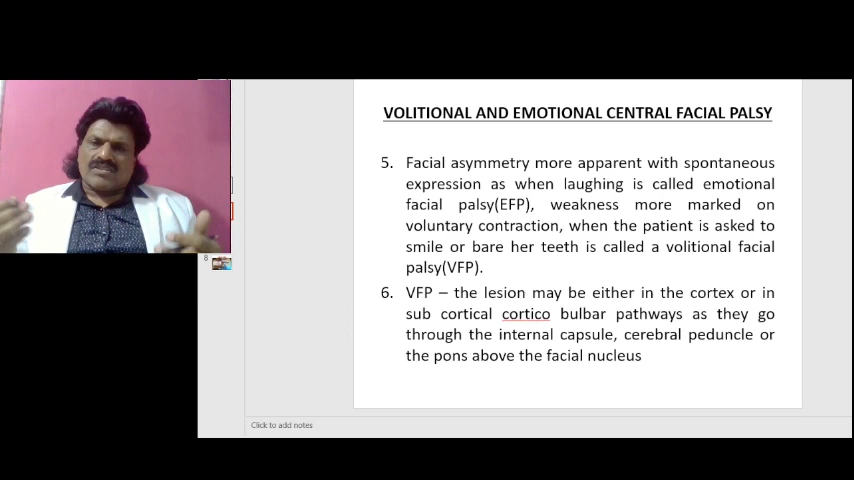 VOLITIONAL AND EMOTIONAL CENTRAL FACIAL PALSY
5. Facial asymmetry more apparent with spontaneous
expression as when laughing is called emotional
facial palsy(EFP), weakness more marked on
voluntary contraction, when the patient is asked to
smile or bare her teeth is called a volitional facial
palsy(VFP).
6. VFP – the lesion may be either in the cortex or in
sub cortical cortico bulbar pathways as they go
through the internal capsule, cerebral peduncle or
the pons above the facial nucleus
8
Click to add notes